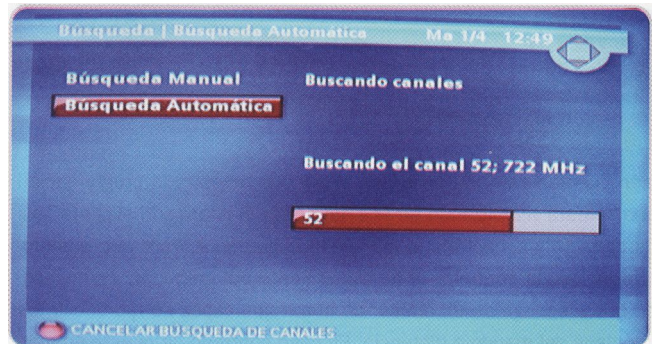 Búsqueda | Búsqueda Automática Ma 1/4 12:49
Búsqueda Manual
Búsqueda Automática
Buscando canales
Buscando el canal 52; 722 MHz
52
CANCELAR BÚSQUEDA DE CANALES